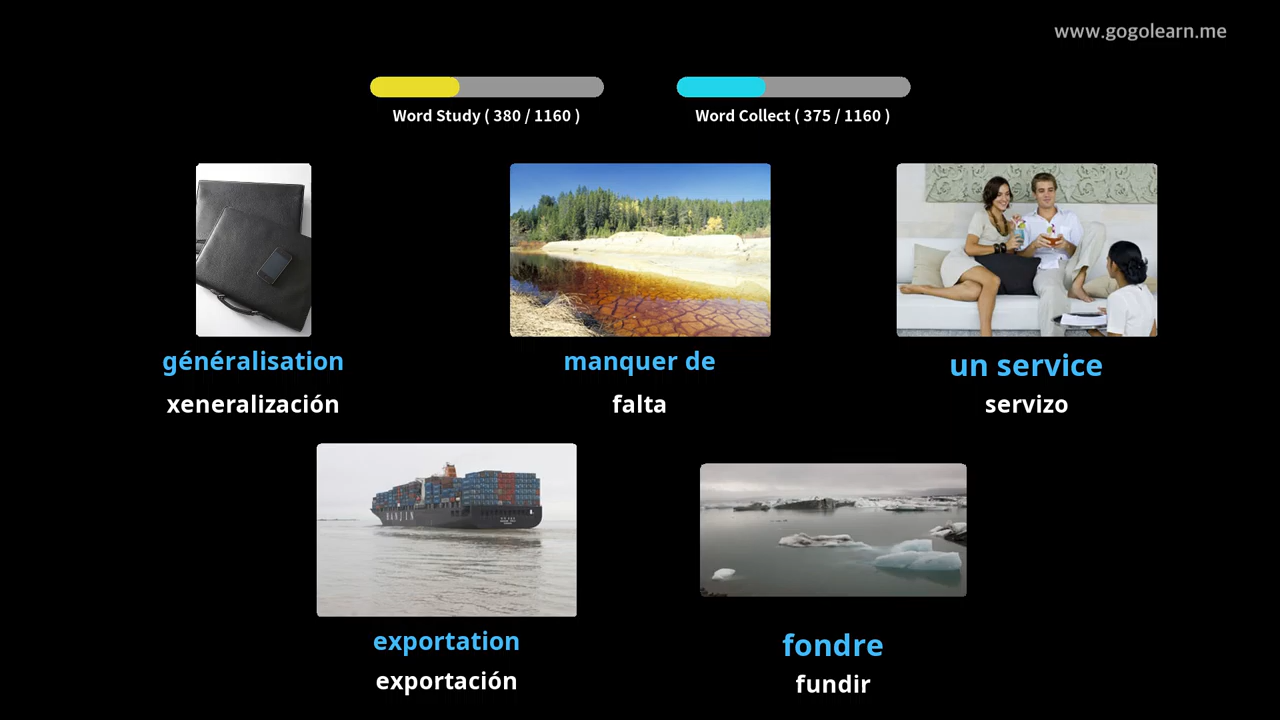 www.gogolearn.me
Word Study ( 380 / 1160 )
Word Collect ( 375 / 1160 )
généralisation
xeneralización
manquer de
falta
un service
servizo
HANJIN
exportation
exportación
fondre
fundir